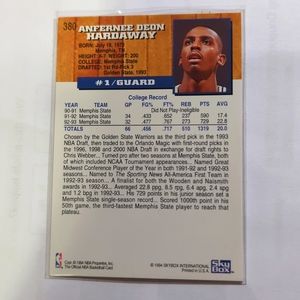 380
ANFERNEE DEON
HARDAWAY
BORN: July 18, 1972
Memphis, TN
HEIGHT: 6-7 WEIGHT: 200
COLLEGE: Memphis State
DRAFTED: 1st Rd-Pick 3
Golden State, 1993
#1/GUARD
College Record
YEAR TEAM GP FG% FT% REB PTS AVG
90-91 Memphis State Did Not Play-Ineligible
91-92 Memphis State 34 .433 .652 237 590 17.4
92-93 Memphis State 32 .477 .767 273 729 22.8
TOTALS 66 .456 .717 510 1319 20.0
Chosen by the Golden State Warriors as the third pick in the 1993
NBA Draft, then traded to the Orlando Magic with first-round picks in
the 1996, 1998 and 2000 NBA Draft in exchange for draft choice
Chris Webber... Turned pro after two seasons at Memphis State, both
of which included NCAA Tournament appearances... Named Great
Midwest Conference Player of the Year in both 1991-92 and 1992-93
seasons... Named to The Sporting News All-America First Team in
1992-93... A finalist for both the Wooden and Naismith
awards in 1992-93... Averaged 22.8 ppg, 8.5 rpg, 6.4 apg, 2.4 spg
and 1.2 bpg in 1992-93... His 729 points in his junior season set a
Memphis State single-season record... Scored 1000th point in his
50th game, the third-fastest Memphis State player to reach that
plateau.
NBA
© 1994 SKYBOX INTERNATIONAL
Printed in U.S.A.
The Official NBA Basketball Card
SkyBox